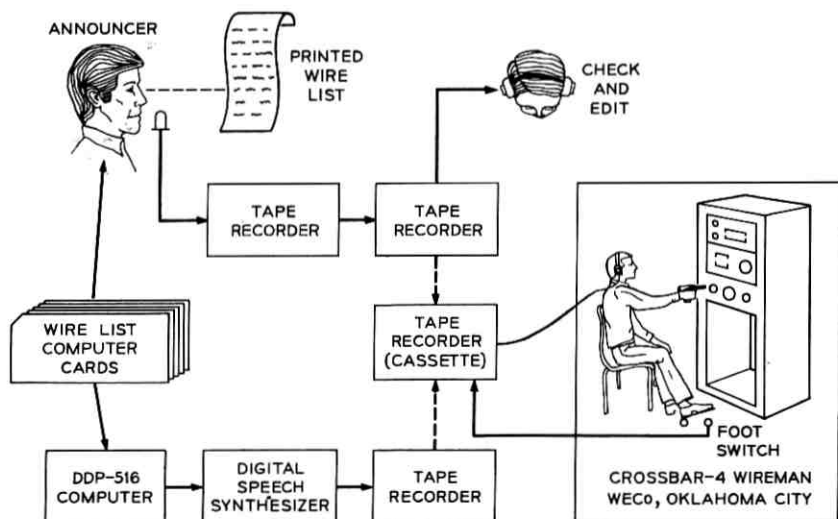 ANNOUNCER
PRINTED
WIRE
LIST
CHECK
AND
EDIT
TAPE
RECORDER
TAPE
RECORDER
WIRE LIST
COMPUTER
CARDS
TAPE
RECORDER
(CASSETTE)
FOOT
SWITCH
DDP-516
COMPUTER
DIGITAL
SPEECH
SYNTHESIZER
TAPE
RECORDER
CROSSBAR-4 WIREMAN
WECo, OKLAHOMA CITY